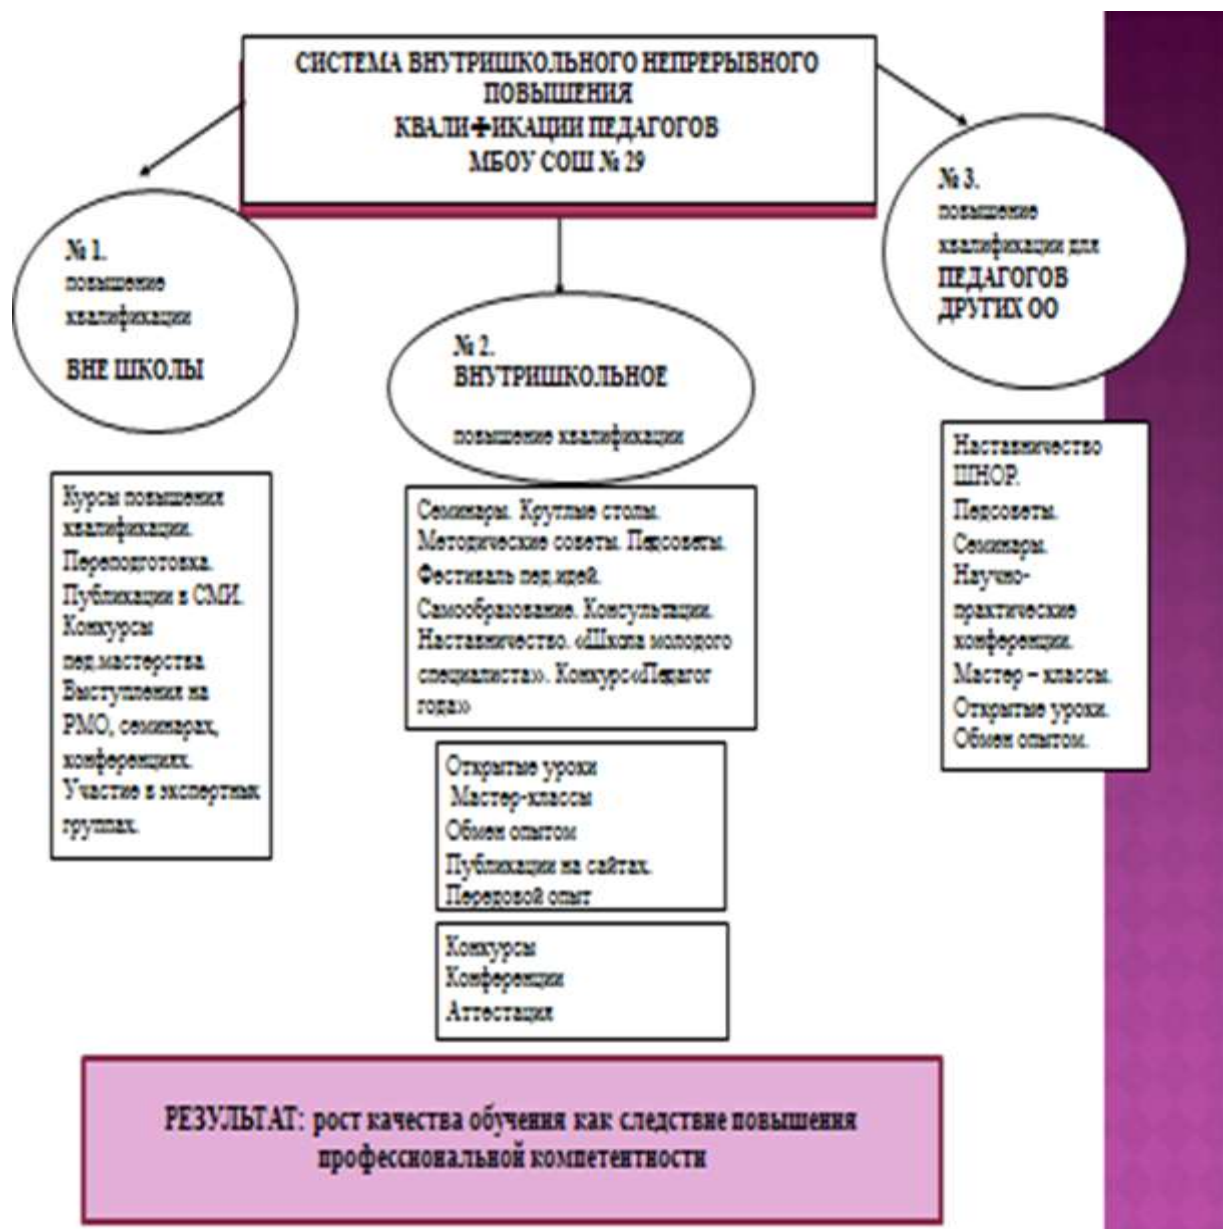 СИСТЕМА ВНУТРИШКОЛЬНОГО НЕПРЕРЫВНОГО
ПОВЫШЕНИЯ
КВАЛИФИКАЦИИ ПЕДАГОГОВ
МБОУ СОШ № 29
№ 1.
повышение
квалификации
ВНЕ ШКОЛЫ
№ 2.
ВНУТРИШКОЛЬНОЕ
повышение квалификации
№ 3.
повышение
квалификации для
ПЕДАГОГОВ
ДРУГИХ ОО
Курсы повышения
квалификации.
Переподготовка.
Публикации в СМИ.
Конкурсы
пед.мастерства
Выступления на
РМО, семинарах,
конференциях.
Участие в экспертных
группах.
Семинары. Круглые столы.
Методические советы. Педсоветы.
Фестиваль пед.идей.
Самообразование. Консультации.
Наставничество. «Школа молодого
специалиста». Конкурс«Педагог
года»
Открытые уроки
Мастер-классы
Обмен опытом
Публикации на сайтах.
Передовой опыт
Конкурсы
Конференции
Аттестация
Наставничество
ШНОР.
Педсоветы.
Семинары.
Научно-
практические
конференции.
Мастер – классы.
Открытые уроки.
Обмен опытом.
РЕЗУЛЬТАТ: рост качества обучения как следствие повышения
профессиональной компетентности